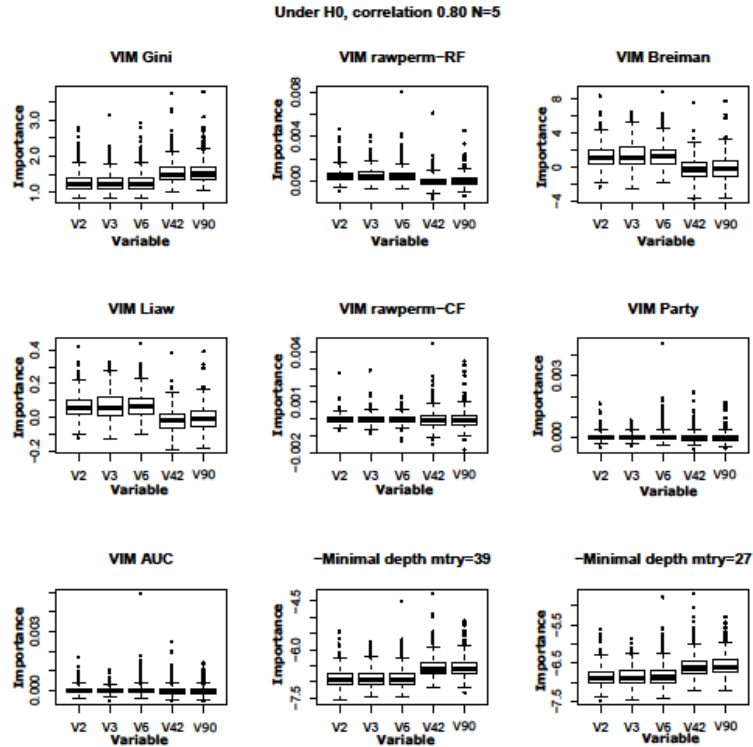 Under H0, correlation 0.80 N=5
VIM Gini
VIM rawperm−RF
VIM Breiman
Importance
1.0 1.5 2.0 3.0
V2 V3 V6 V42 V90
Variable
Importance
0.000 0.004 0.008
V2 V3 V6 V42 V90
Variable
Importance
−4 0 4 8
V2 V3 V6 V42 V90
Variable
VIM Liaw
VIM rawperm−CF
VIM Party
Importance
−0.2 0.0 0.2 0.4
V2 V3 V6 V42 V90
Variable
Importance
−0.002 0.001 0.004
V2 V3 V6 V42 V90
Variable
Importance
0.000 0.003
V2 V3 V6 V42 V90
Variable
VIM AUC
−Minimal depth mtry=39
−Minimal depth mtry=27
Importance
0.000 0.003
V2 V3 V6 V42 V90
Variable
Importance
−7.5 −6.0 −4.5
V2 V3 V6 V42 V90
Variable
Importance
−7.5 −6.5 −5.5
V2 V3 V6 V42 V90
Variable